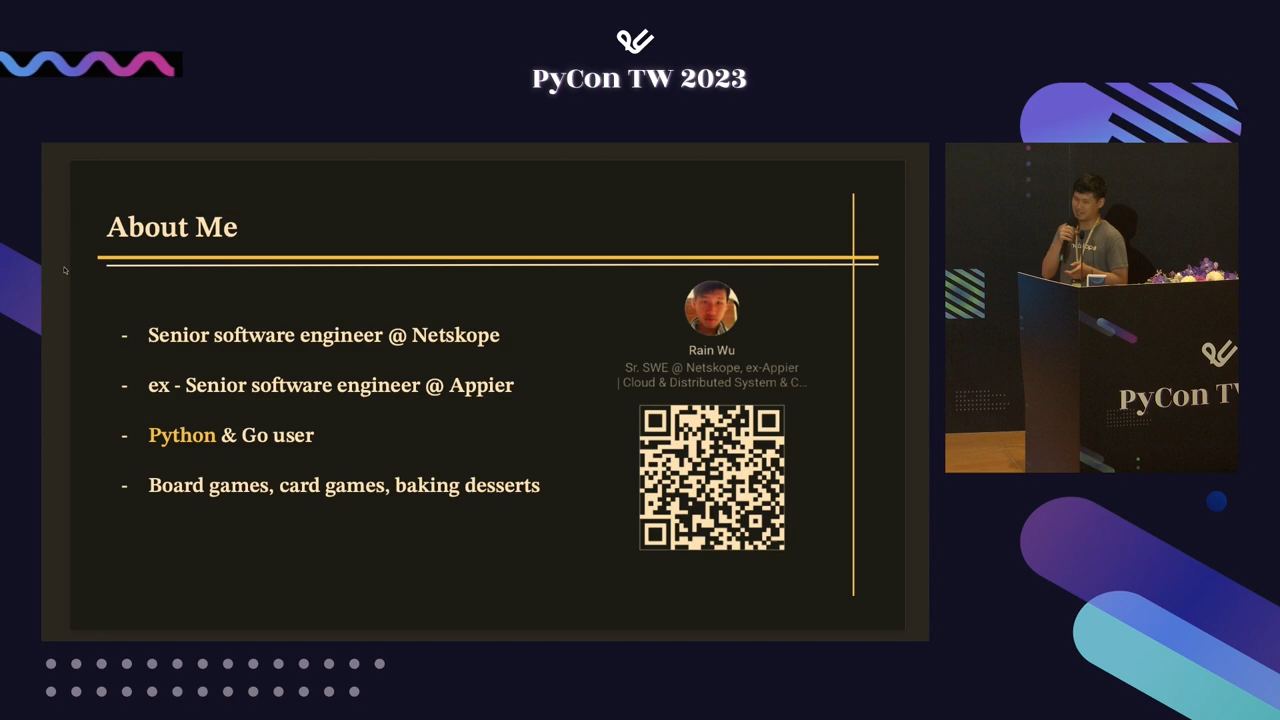 PyCon TW 2023
About Me
- Senior software engineer @ Netskope
- ex - Senior software engineer @ Appier
- Python & Go user
- Board games, card games, baking desserts
Rain Wu
Sr. SWE @ Netskope, ex-Appier
| Cloud & Distributed System & C...
PyCon TW